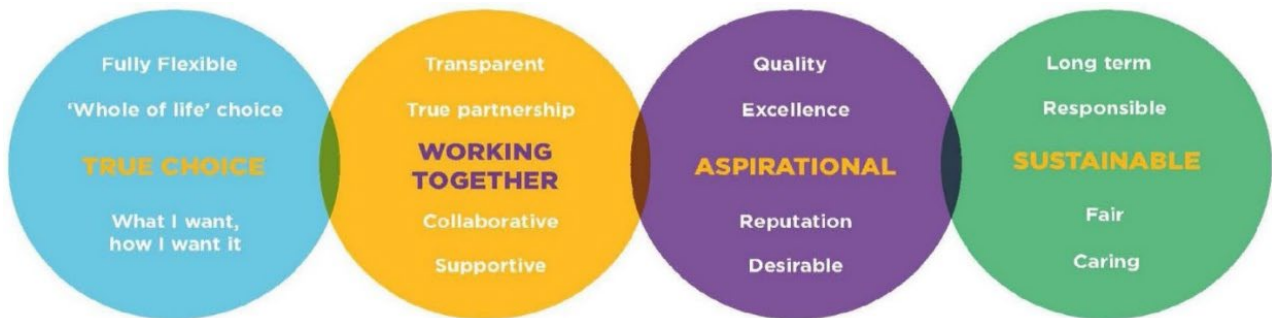 Fully Flexible
'Whole of life' choice
TRUE CHOICE
What I want,
how I want it
Transparent
True partnership
WORKING
TOGETHER
Collaborative
Supportive
Quality
Excellence
ASPIRATIONAL
Reputation
Desirable
Long term
Responsible
SUSTAINABLE
Fair
Caring